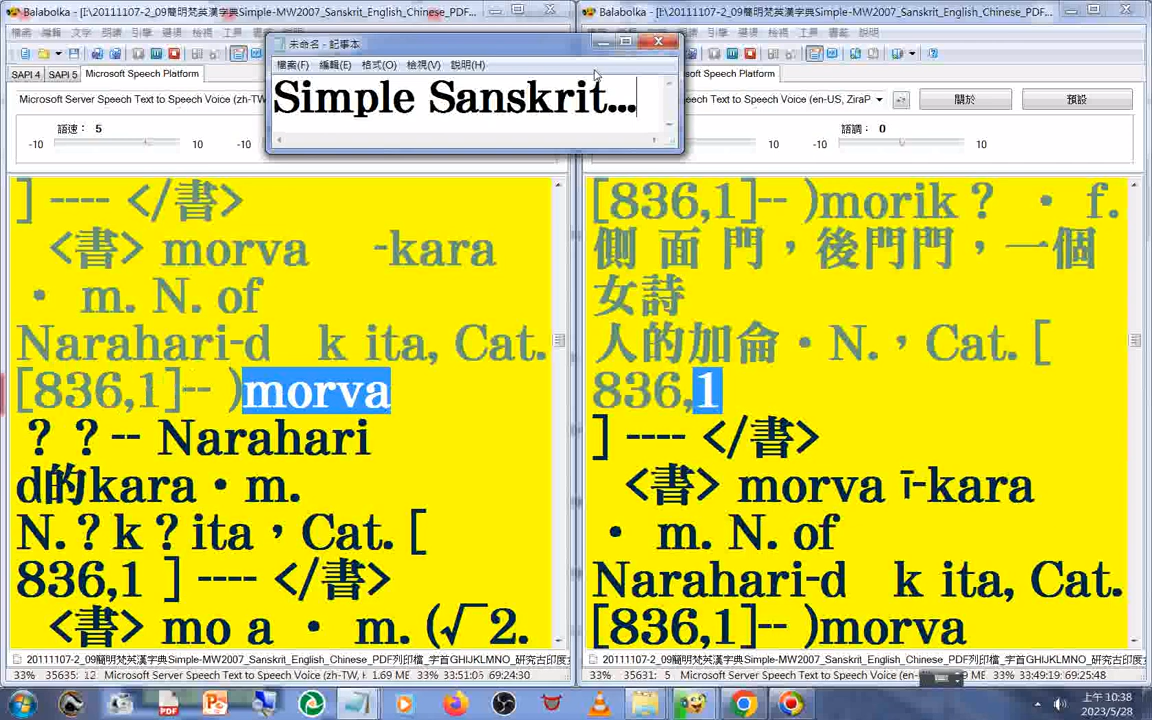 Balabolka - [I:\20111107-2_09簡明梵英漢字典Simple-MW2007_Sanskrit_English_Chinese_PDF...
Balabolka - [I:\20111107-2_09簡明梵英漢字典Simple-MW2007_Sanskrit_English_Chinese_PDF...
未命名 - 記事本
檔案(F) 編輯(E) 格式(O) 檢視(V) 說明(H)
Simple Sanskrit...
SAPI 4 SAPI 5 Microsoft Speech Platform
Speech Platform
Microsoft Server Speech Text to Speech Voice (zh-TW
eech Text to Speech Voice (en-US, ZiraP
關於
預設
語速： 5
-10 10 -10
語調： 0
10 -10 10
] ---- </書>
<書> morva -kara
• m. N. of
Narahari-d k ita, Cat.
[836,1]-- )morva
？？-- Narahari
d的kara‧m.
N.？k？ita，Cat. [
836,1 ] ---- </書>
<書> mo a • m. (√2.
[836,1]-- )morik？ ‧ f.
側 面 門，後門門，一個
女詩
人的加侖‧N.，Cat. [
836,1
] ---- </書>
<書> morva ī-kara
• m. N. of
Narahari-d k ita, Cat.
[836,1]-- )morva
20111107-2_09簡明梵英漢字典Simple-MW2007_Sanskrit_English_Chinese_PDF列印檔_字首GHIJKLMNO_研究古印度
20111107-2_09簡明梵英漢字典Simple-MW2007_Sanskrit_English_Chinese_PDF列印檔_字首GHIJKLMNO_研究古印度
33% 35635: 12 Microsoft Server Speech Text to Speech Voice (zh-TW, H 1.69 ME 33% 33:51:05 69:24:30
33% 35631: 5 Microsoft Server Speech Text to Speech Voice (en-US, 1.69 ME 33% 33:49:19 69:25:48
上午 10:38
2023/5/28